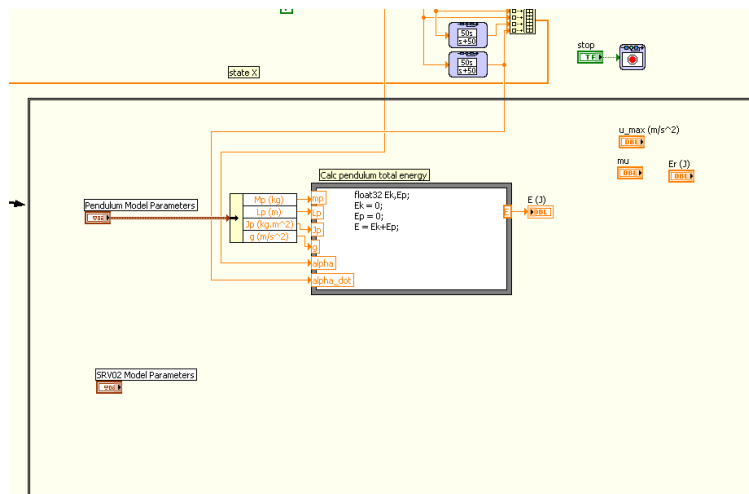 50s
s+50
50s
s+50
stop
TF
state X
u_max (m/s^2)
DBL
mu
DBL
Er (J)
DBL
Calc pendulum total energy
Pendulum Model Parameters
Mp (kg)
Lp (m)
Jp (kg.m^2)
g (m/s^2)
mp
Lp
Jp
g
alpha
alpha_dot
float32 Ek,Ep;
Ek = 0;
Ep = 0;
E = Ek+Ep;
E
E (J)
DBL
SRV02 Model Parameters